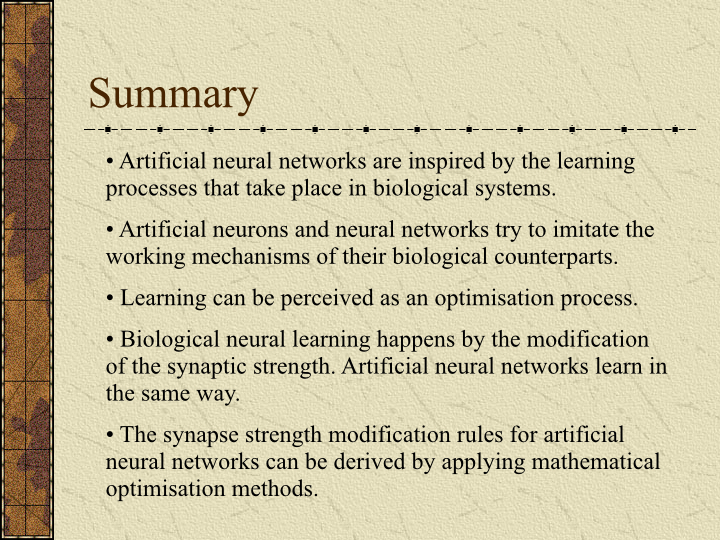 Summary
• Artificial neural networks are inspired by the learning
processes that take place in biological systems.
• Artificial neurons and neural networks try to imitate the
working mechanisms of their biological counterparts.
• Learning can be perceived as an optimisation process.
• Biological neural learning happens by the modification
of the synaptic strength. Artificial neural networks learn in
the same way.
• The synapse strength modification rules for artificial
neural networks can be derived by applying mathematical
optimisation methods.